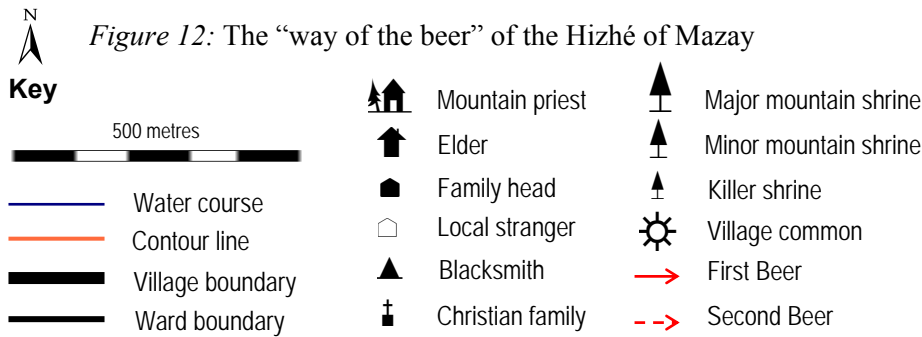 N
Figure 12: The “way of the beer” of the Hizhé of Mazay
Key
500 metres
Water course
Contour line
Village boundary
Ward boundary
Mountain priest
Elder
Family head
Local stranger
Blacksmith
Christian family
Major mountain shrine
Minor mountain shrine
Killer shrine
Village common
First Beer
Second Beer